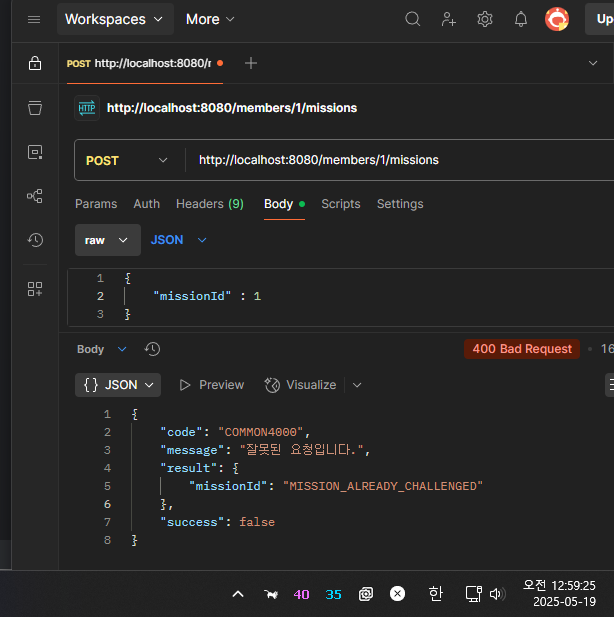 Workspaces More Up
POST http://localhost:8080/r
http://localhost:8080/members/1/missions
POST http://localhost:8080/members/1/missions
Params Auth Headers (9) Body Scripts Settings
raw JSON
1 {
2 "missionId" : 1
3 }
Body 400 Bad Request 16
{} JSON Preview Visualize
1 {
2 "code": "COMMON4000",
3 "message": "잘못된 요청입니다.",
4 "result": {
5 "missionId": "MISSION_ALREADY_CHALLENGED"
6 },
7 "success": false
8 }
40 35 한 오전 12:59:25
2025-05-19